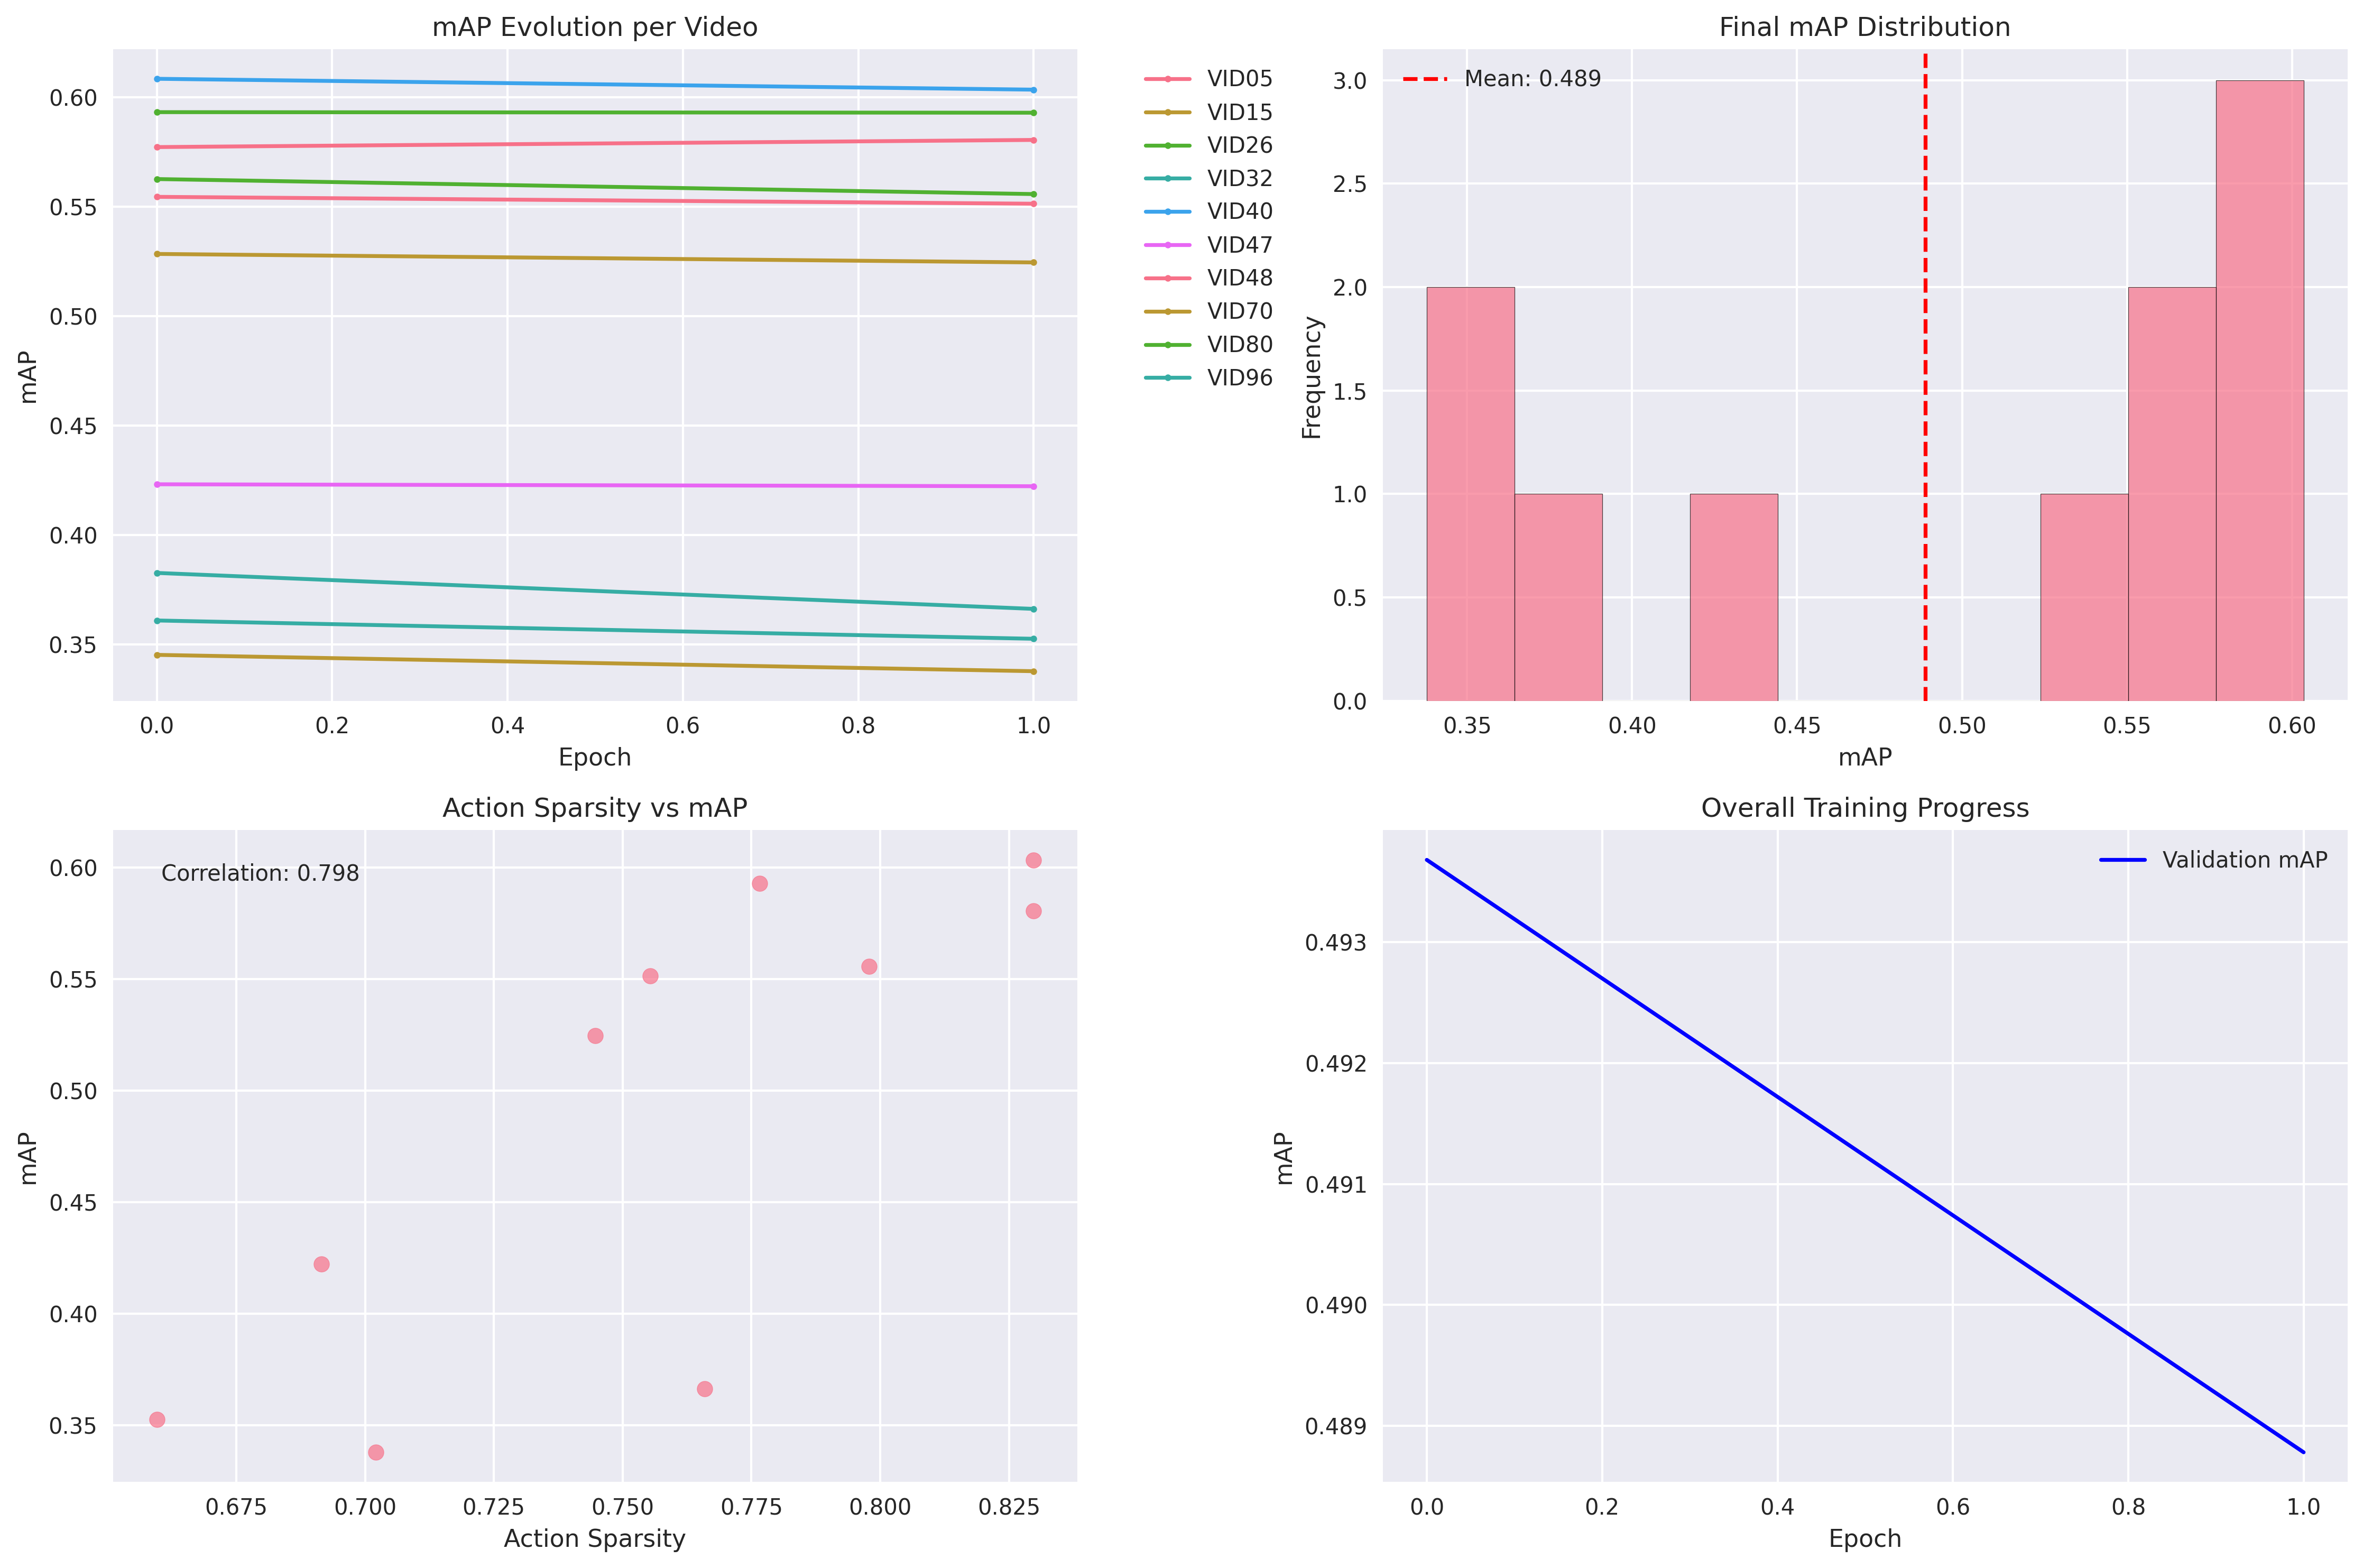 mAP Evolution per Video
mAP
0.60
0.55
0.50
0.45
0.40
0.35
0.0 0.2 0.4 0.6 0.8 1.0
Epoch
VID05
VID15
VID26
VID32
VID40
VID47
VID48
VID70
VID80
VID96
Final mAP Distribution
Mean: 0.489
Frequency
3.0
2.5
2.0
1.5
1.0
0.5
0.0
0.35 0.40 0.45 0.50 0.55 0.60
mAP
Action Sparsity vs mAP
Correlation: 0.798
mAP
0.60
0.55
0.50
0.45
0.40
0.35
0.675 0.700 0.725 0.750 0.775 0.800 0.825
Action Sparsity
Overall Training Progress
Validation mAP
mAP
0.493
0.492
0.491
0.490
0.489
0.0 0.2 0.4 0.6 0.8 1.0
Epoch